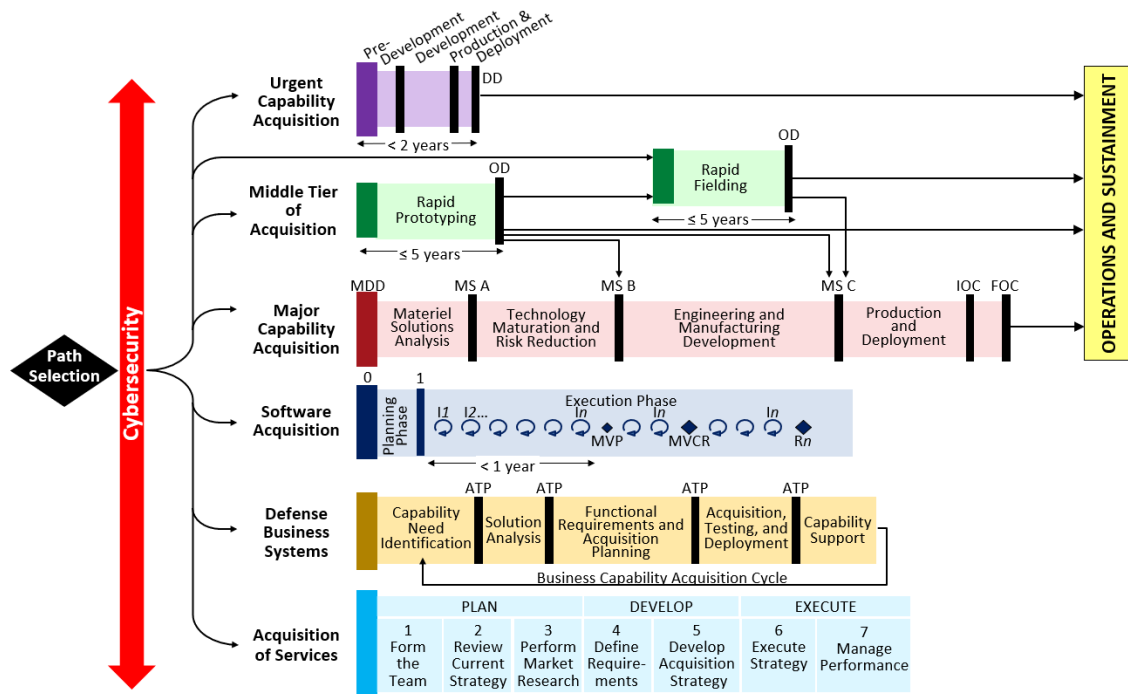 Path
Selection
Cybersecurity
OPERATIONS AND SUSTAINMENT
Urgent
Capability
Acquisition
Pre-
Development
Development
Production &
Deployment
DD
< 2 years
Middle Tier
of
Acquisition
Rapid
Prototyping
OD
≤ 5 years
Rapid
Fielding
OD
≤ 5 years
Major
Capability
Acquisition
MDD
MS A
MS B
MS C
IOC
FOC
Materiel
Solutions
Analysis
Technology
Maturation and
Risk Reduction
Engineering and
Manufacturing
Development
Production
and
Deployment
Software
Acquisition
0
1
Planning
Phase
Execution Phase
I1
I2...
In
In
In
MVP
MVCR
Rn
< 1 year
Defense
Business
Systems
ATP
ATP
ATP
ATP
Capability
Need
Identification
Solution
Analysis
Functional
Requirements and
Acquisition
Planning
Acquisition,
Testing, and
Deployment
Capability
Support
Business Capability Acquisition Cycle
Acquisition
of Services
PLAN
DEVELOP
EXECUTE
1
Form
the
Team
2
Review
Current
Strategy
3
Perform
Market
Research
4
Define
Require-
ments
5
Develop
Acquisition
Strategy
6
Execute
Strategy
7
Manage
Performance